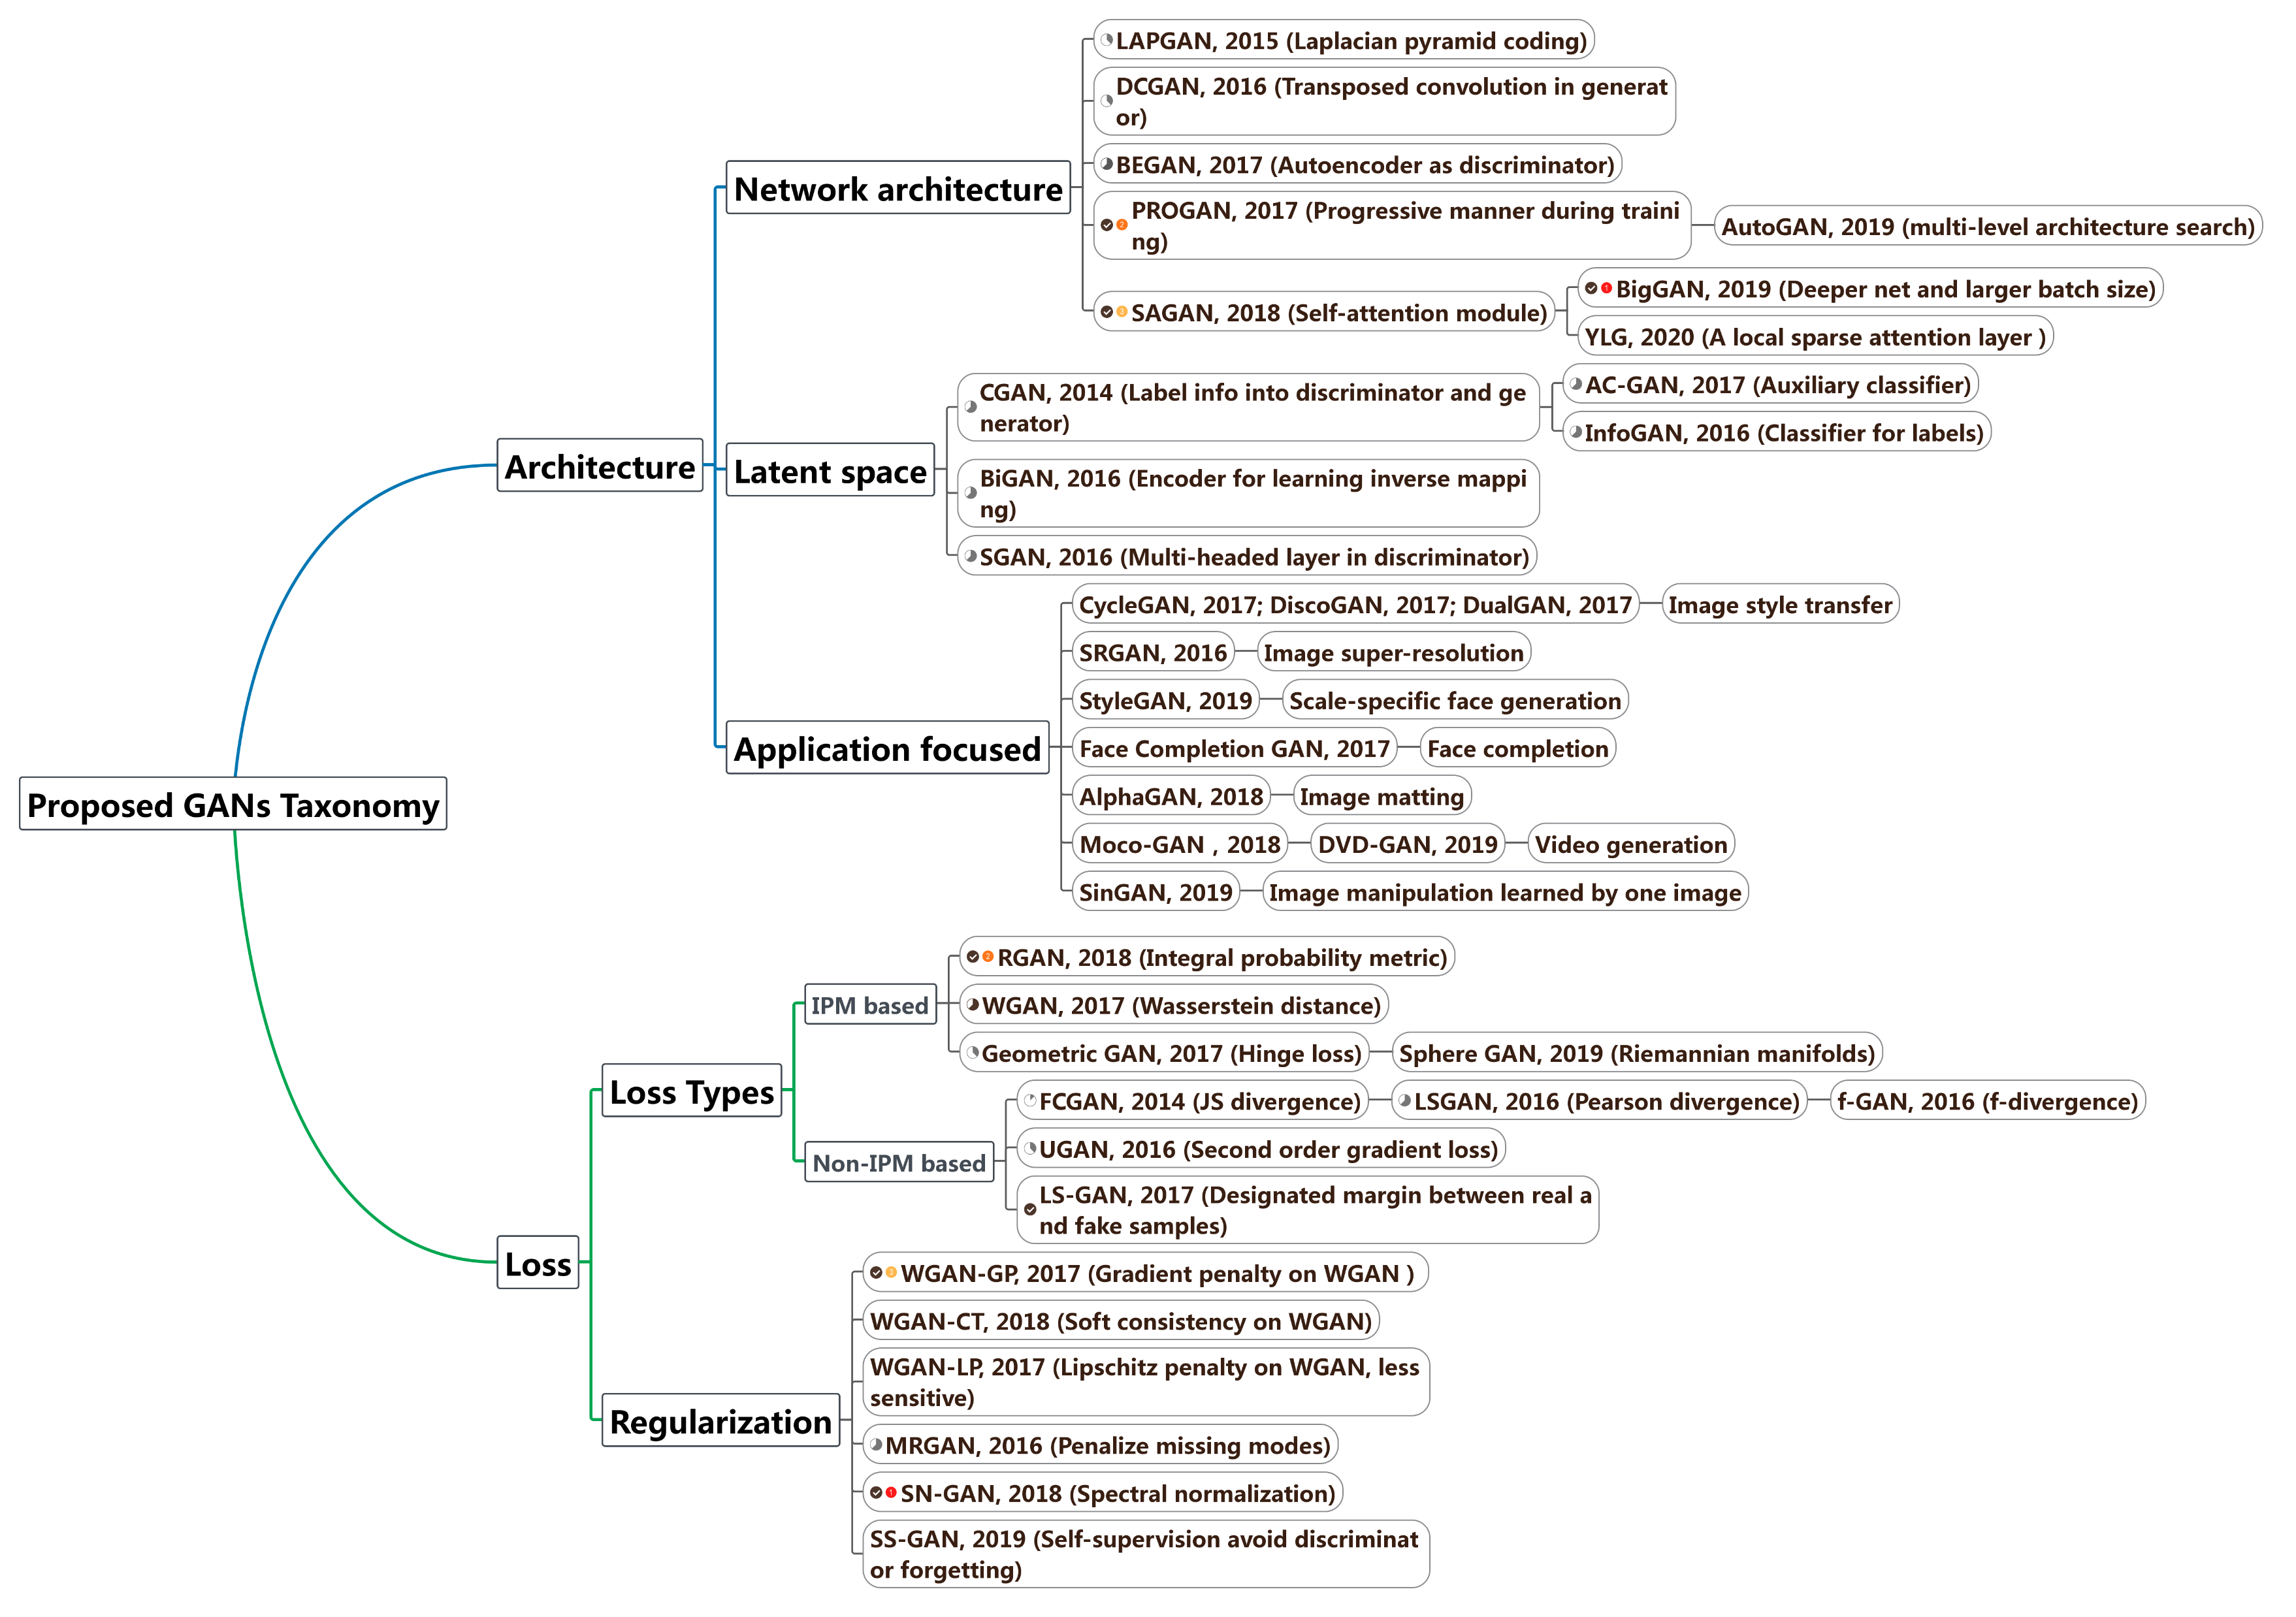 LAPGAN, 2015 (Laplacian pyramid coding)
DCGAN, 2016 (Transposed convolution in generat
or)
BEGAN, 2017 (Autoencoder as discriminator)
Network architecture
2 PROGAN, 2017 (Progressive manner during traini
ng)
AutoGAN, 2019 (multi-level architecture search)
3 SAGAN, 2018 (Self-attention module)
1 BigGAN, 2019 (Deeper net and larger batch size)
YLG, 2020 (A local sparse attention layer )
CGAN, 2014 (Label info into discriminator and ge
nerator)
AC-GAN, 2017 (Auxiliary classifier)
InfoGAN, 2016 (Classifier for labels)
Architecture
Latent space
BiGAN, 2016 (Encoder for learning inverse mappi
ng)
SGAN, 2016 (Multi-headed layer in discriminator)
CycleGAN, 2017; DiscoGAN, 2017; DualGAN, 2017
Image style transfer
SRGAN, 2016
Image super-resolution
StyleGAN, 2019
Scale-specific face generation
Application focused
Face Completion GAN, 2017
Face completion
AlphaGAN, 2018
Image matting
Moco-GAN , 2018
DVD-GAN, 2019
Video generation
SinGAN, 2019
Image manipulation learned by one image
Proposed GANs Taxonomy
2 RGAN, 2018 (Integral probability metric)
IPM based
WGAN, 2017 (Wasserstein distance)
Geometric GAN, 2017 (Hinge loss)
Sphere GAN, 2019 (Riemannian manifolds)
Loss Types
FCGAN, 2014 (JS divergence)
LSGAN, 2016 (Pearson divergence)
f-GAN, 2016 (f-divergence)
Non-IPM based
UGAN, 2016 (Second order gradient loss)
LS-GAN, 2017 (Designated margin between real a
nd fake samples)
Loss
3 WGAN-GP, 2017 (Gradient penalty on WGAN )
WGAN-CT, 2018 (Soft consistency on WGAN)
WGAN-LP, 2017 (Lipschitz penalty on WGAN, less
sensitive)
Regularization
MRGAN, 2016 (Penalize missing modes)
1 SN-GAN, 2018 (Spectral normalization)
SS-GAN, 2019 (Self-supervision avoid discriminat
or forgetting)